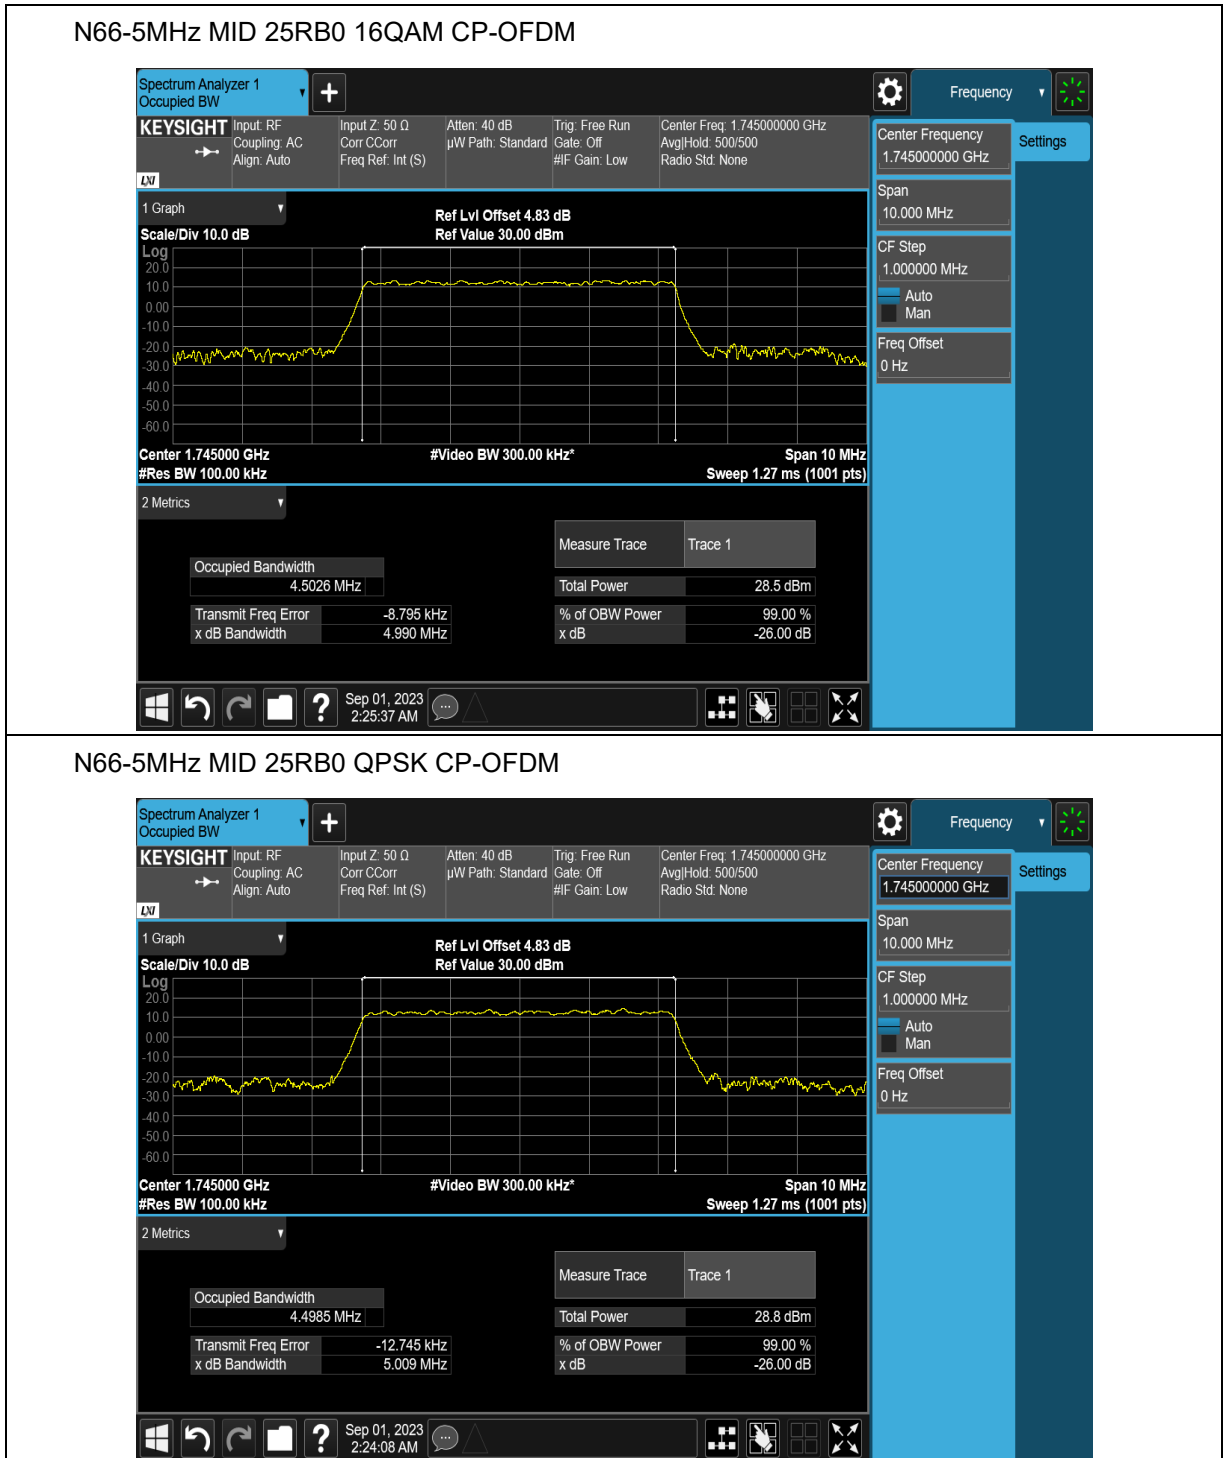 N66-5MHz MID 25RB0 16QAM CP-OFDM
Spectrum Analyzer 1
Occupied BW
Frequency
KEYSIGHT
Input: RF
Coupling: AC
Align: Auto
Input Z: 50 Ω
Corr CCorr
Freq Ref: Int (S)
Atten: 40 dB
µW Path: Standard
Trig: Free Run
Gate: Off
#IF Gain: Low
Center Freq: 1.745000000 GHz
Avg|Hold: 500/500
Radio Std: None
LXI
Center Frequency
1.745000000 GHz
Settings
Span
10.000 MHz
CF Step
1.000000 MHz
Auto
Man
Freq Offset
0 Hz
1 Graph
Ref Lvl Offset 4.83 dB
Scale/Div 10.0 dB
Ref Value 30.00 dBm
Log
20.0
10.0
0.00
-10.0
-20.0
-30.0
-40.0
-50.0
-60.0
Center 1.745000 GHz
#Video BW 300.00 kHz*
Span 10 MHz
#Res BW 100.00 kHz
Sweep 1.27 ms (1001 pts)
2 Metrics
Measure Trace
Trace 1
Occupied Bandwidth
4.5026 MHz
Total Power
28.5 dBm
Transmit Freq Error
-8.795 kHz
% of OBW Power
99.00 %
x dB Bandwidth
4.990 MHz
x dB
-26.00 dB
Sep 01, 2023
2:25:37 AM
N66-5MHz MID 25RB0 QPSK CP-OFDM
Spectrum Analyzer 1
Occupied BW
Frequency
KEYSIGHT
Input: RF
Coupling: AC
Align: Auto
Input Z: 50 Ω
Corr CCorr
Freq Ref: Int (S)
Atten: 40 dB
µW Path: Standard
Trig: Free Run
Gate: Off
#IF Gain: Low
Center Freq: 1.745000000 GHz
Avg|Hold: 500/500
Radio Std: None
LXI
Center Frequency
1.745000000 GHz
Settings
Span
10.000 MHz
CF Step
1.000000 MHz
Auto
Man
Freq Offset
0 Hz
1 Graph
Ref Lvl Offset 4.83 dB
Scale/Div 10.0 dB
Ref Value 30.00 dBm
Log
20.0
10.0
0.00
-10.0
-20.0
-30.0
-40.0
-50.0
-60.0
Center 1.745000 GHz
#Video BW 300.00 kHz*
Span 10 MHz
#Res BW 100.00 kHz
Sweep 1.27 ms (1001 pts)
2 Metrics
Measure Trace
Trace 1
Occupied Bandwidth
4.4985 MHz
Total Power
28.8 dBm
Transmit Freq Error
-12.745 kHz
% of OBW Power
99.00 %
x dB Bandwidth
5.009 MHz
x dB
-26.00 dB
Sep 01, 2023
2:24:08 AM